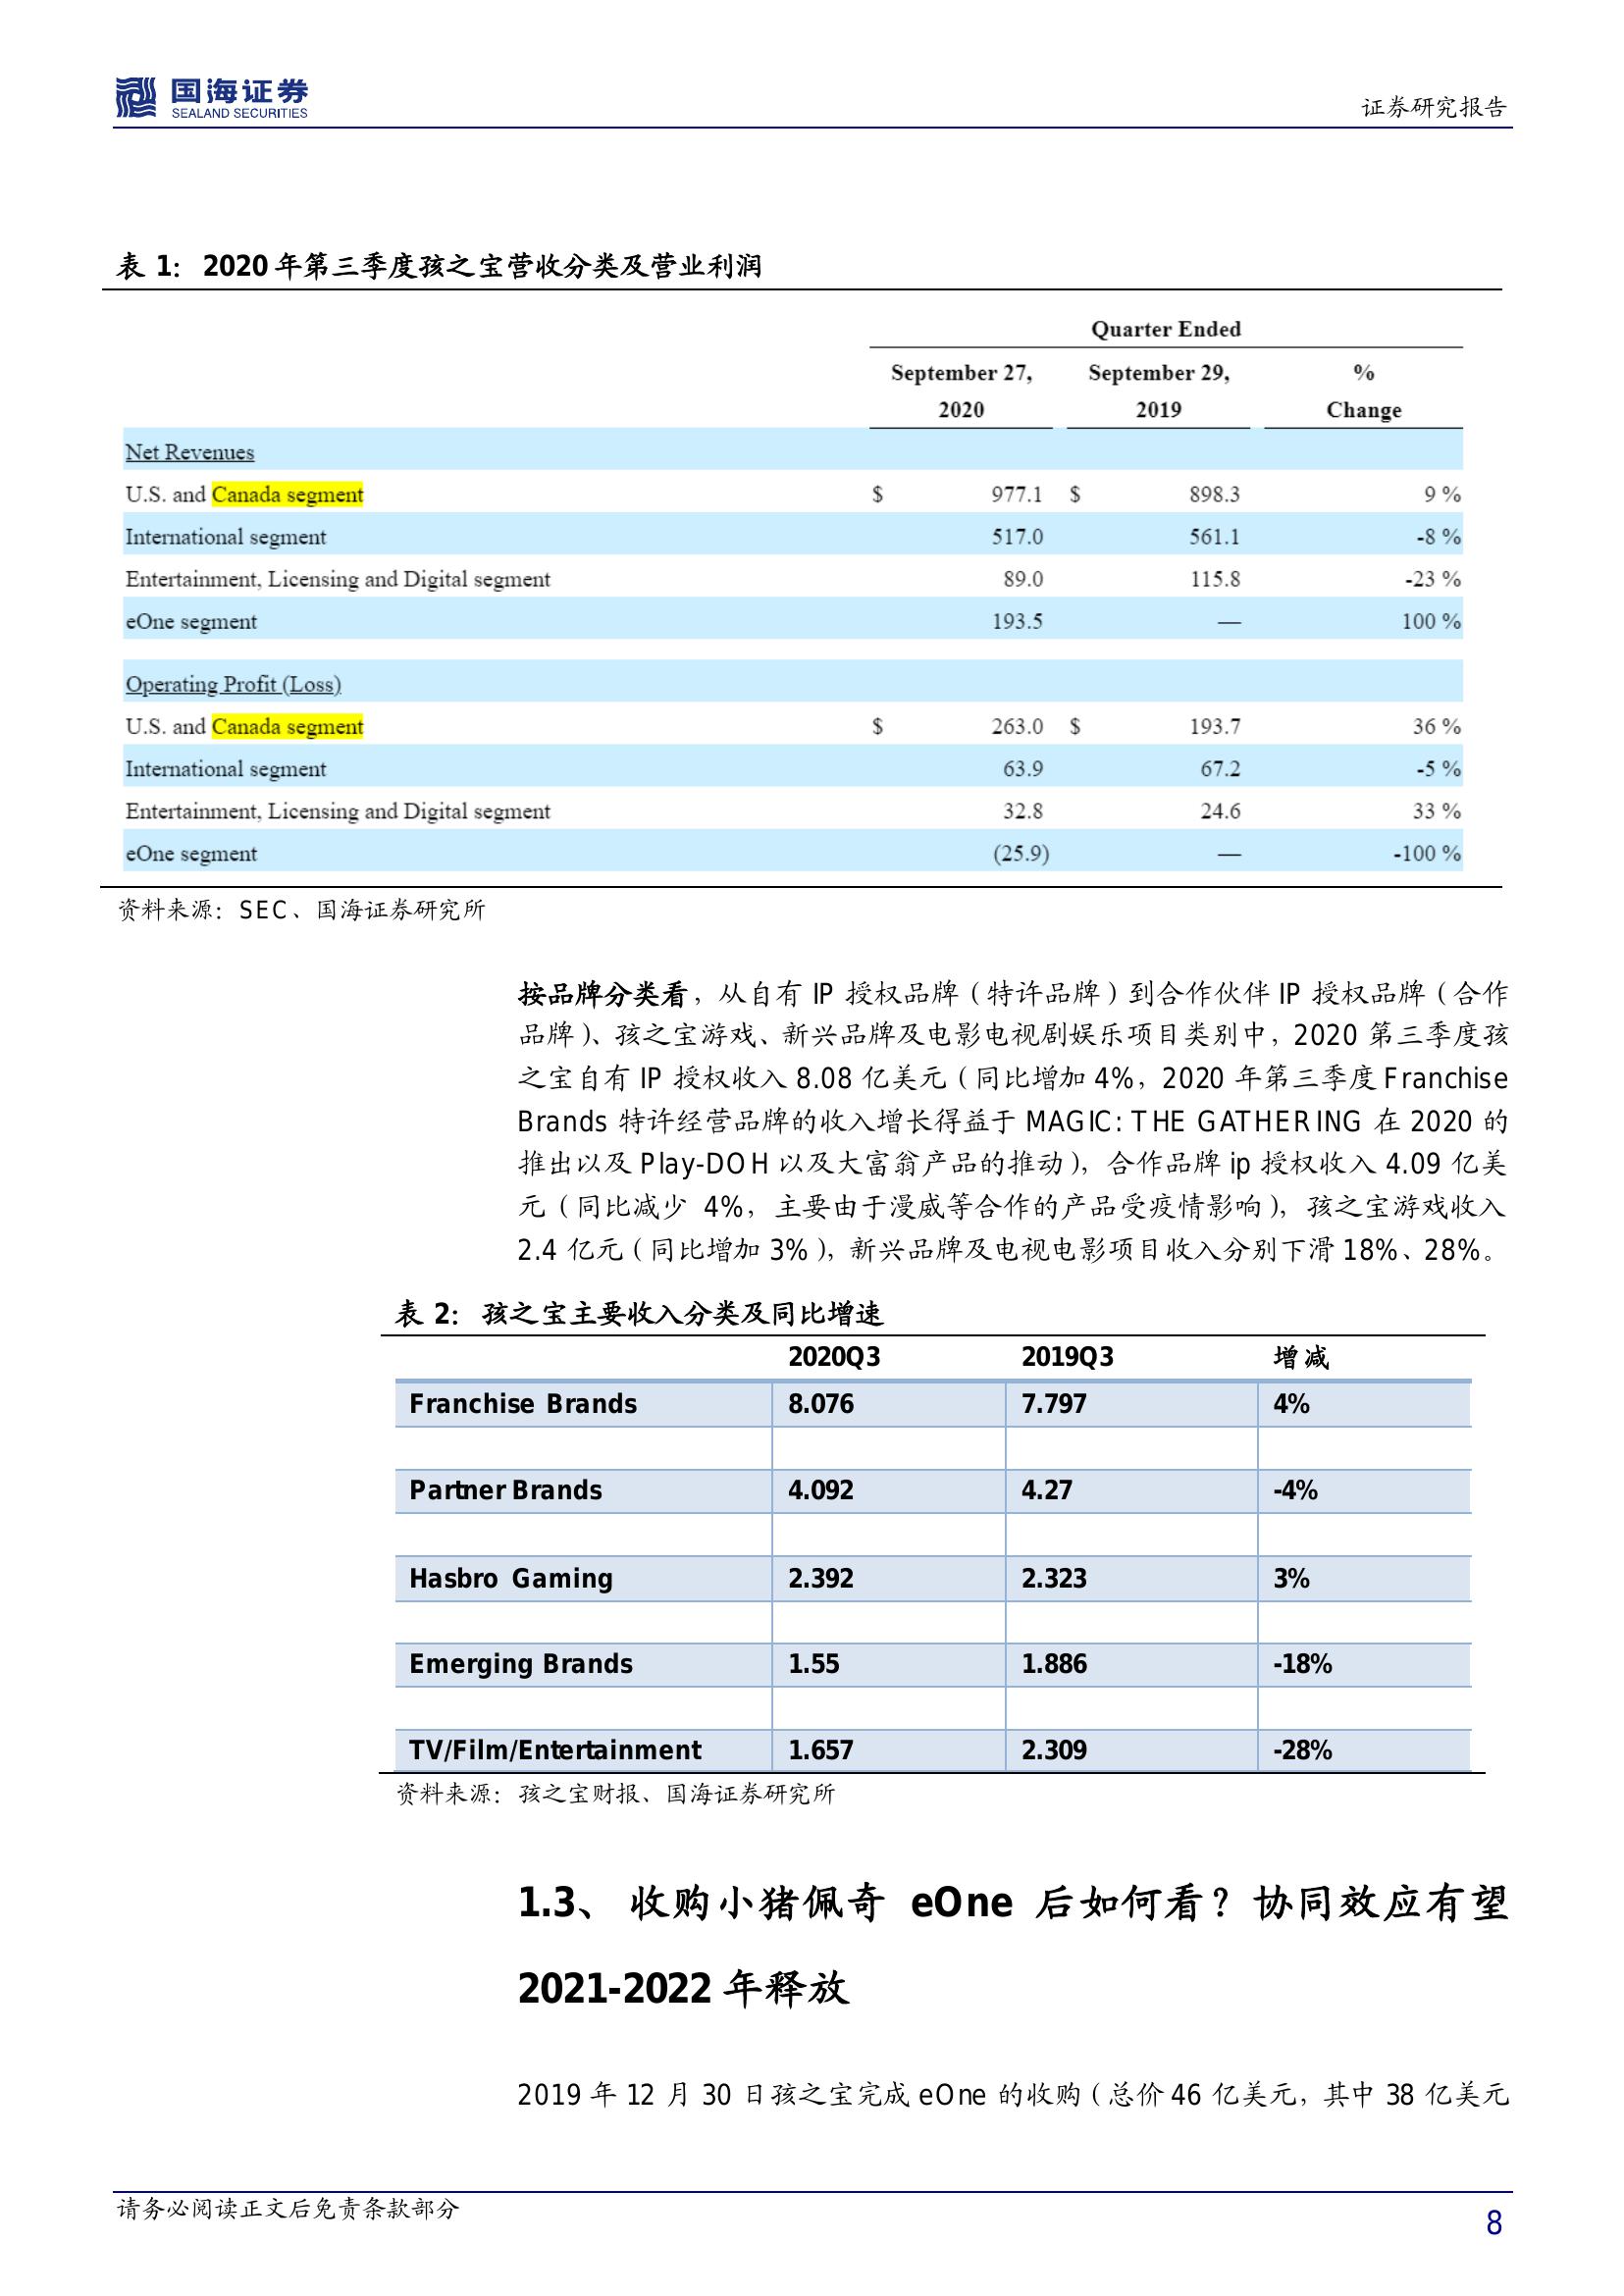 国海证券
SEALAND SECURITIES
证券研究报告
表 1：2020 年第三季度孩之宝营收分类及营业利润
Quarter Ended
September 27, 2020 September 29, 2019 % Change
Net Revenues
U.S. and Canada segment $ 977.1 $ 898.3 9 %
International segment 517.0 561.1 -8 %
Entertainment, Licensing and Digital segment 89.0 115.8 -23 %
eOne segment 193.5 — 100 %
Operating Profit (Loss)
U.S. and Canada segment $ 263.0 $ 193.7 36 %
International segment 63.9 67.2 -5 %
Entertainment, Licensing and Digital segment 32.8 24.6 33 %
eOne segment (25.9) — -100 %
资料来源：SEC、国海证券研究所
按品牌分类看，从自有 IP 授权品牌（特许品牌）到合作伙伴 IP 授权品牌（合作
品牌）、孩之宝游戏、新兴品牌及电影电视剧娱乐项目类别中，2020 第三季度孩
之宝自有 IP 授权收入 8.08 亿美元（同比增加 4%，2020 年第三季度 Franchise
Brands 特许经营品牌的收入增长得益于 MAGIC: THE GATHERING 在 2020 的
推出以及 Play-DOH 以及大富翁产品的推动），合作品牌 ip 授权收入 4.09 亿美
元（同比减少 4%，主要由于漫威等合作的产品受疫情影响），孩之宝游戏收入
2.4 亿元（同比增加 3%），新兴品牌及电视电影项目收入分别下滑 18%、28%。
表 2：孩之宝主要收入分类及同比增速
2020Q3 2019Q3 增减
Franchise Brands 8.076 7.797 4%
Partner Brands 4.092 4.27 -4%
Hasbro Gaming 2.392 2.323 3%
Emerging Brands 1.55 1.886 -18%
TV/Film/Entertainment 1.657 2.309 -28%
资料来源：孩之宝财报、国海证券研究所
1.3、 收购小猪佩奇 eOne 后如何看？协同效应有望
2021-2022 年释放
2019 年 12 月 30 日孩之宝完成 eOne 的收购（总价 46 亿美元，其中 38 亿美元
请务必阅读正文后免责条款部分
8